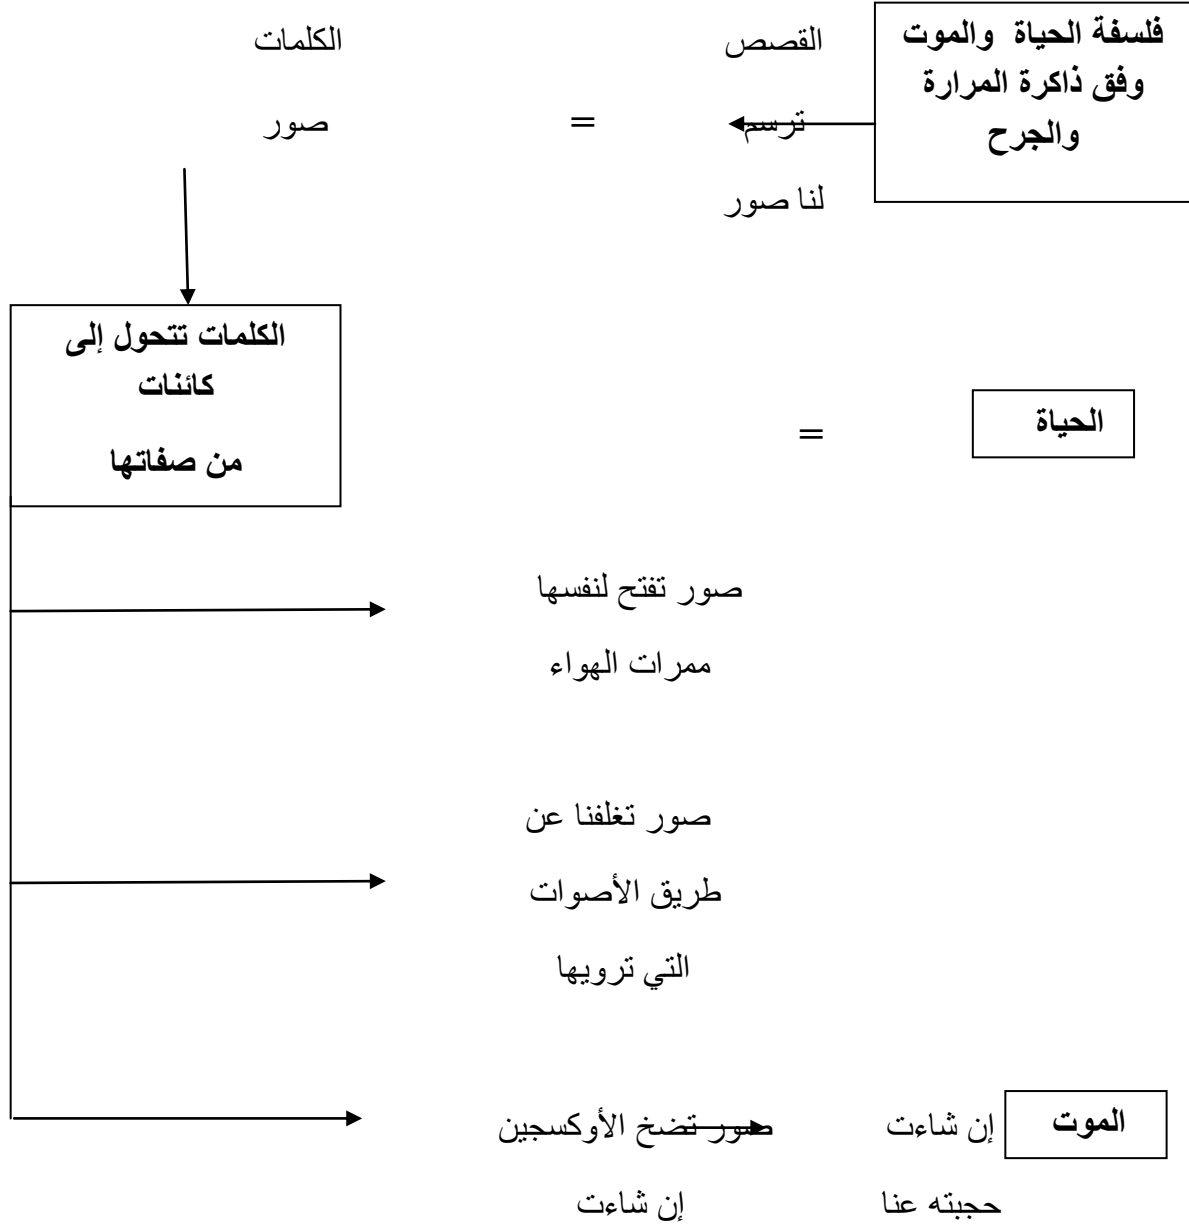 فلسفة الحياة والموت
وفق ذاكرة المرارة
والجرح
القصص
ترسم
لنا صور
=
الكلمات
صور
الكلمات تتحول إلى
كائنات
من صفاتها
الحياة
=
صور تفتح لنفسها
ممرات الهواء
صور تغلفنا عن
طريق الأصوات
التي ترويها
صور تضخ الأوكسجين
إن شاءت
إن شاءت
حجبته عنا
الموت